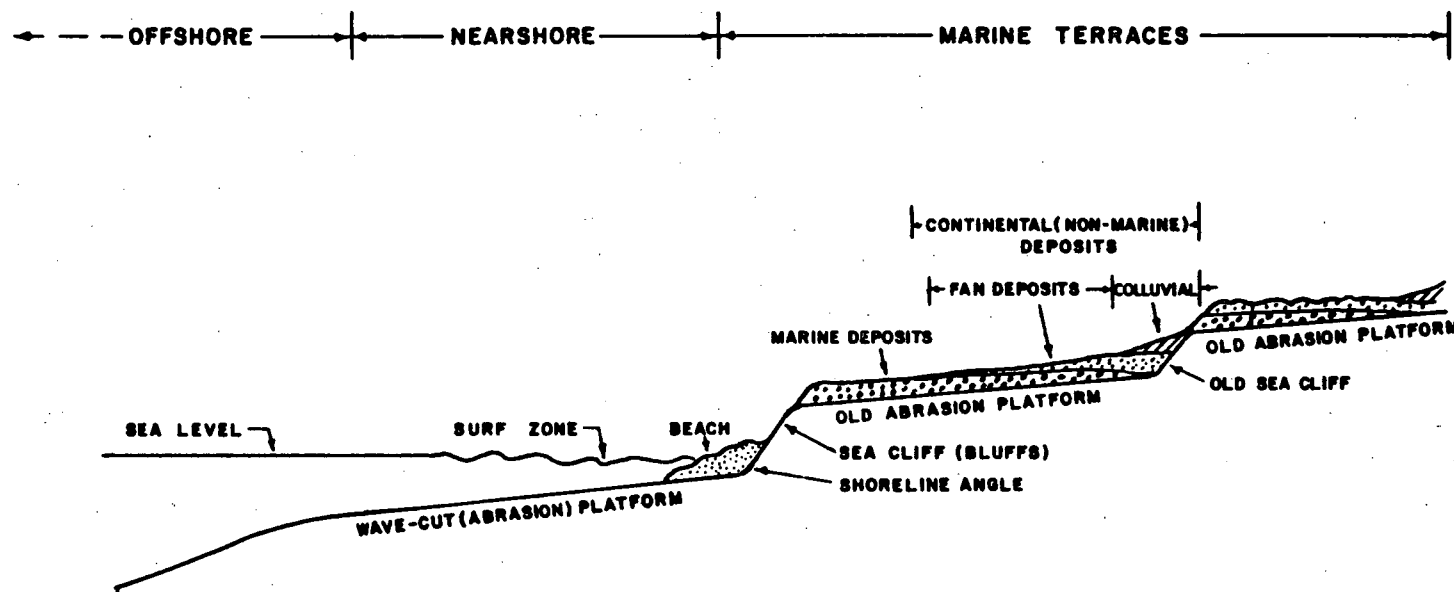 OFFSHORE NEARSHORE MARINE TERRACES
CONTINENTAL (NON-MARINE)
DEPOSITS
FAN DEPOSITS COLLUVIAL
MARINE DEPOSITS
OLD ABRASION PLATFORM
OLD SEA CLIFF
OLD ABRASION PLATFORM
SEA LEVEL SURF ZONE BEACH
SEA CLIFF (BLUFFS)
SHORELINE ANGLE
WAVE-CUT (ABRASION) PLATFORM